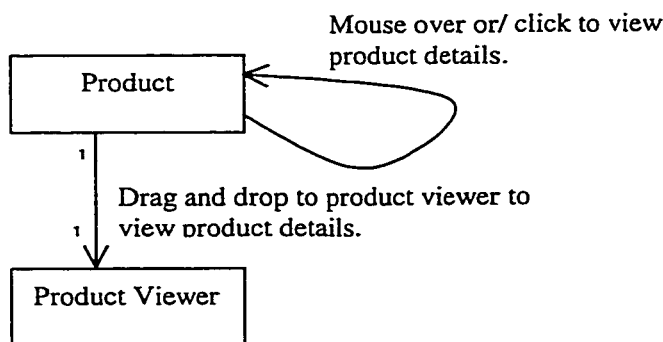 Mouse over or/ click to view
product details.
Product
1
Drag and drop to product viewer to
1
view product details.
Product Viewer